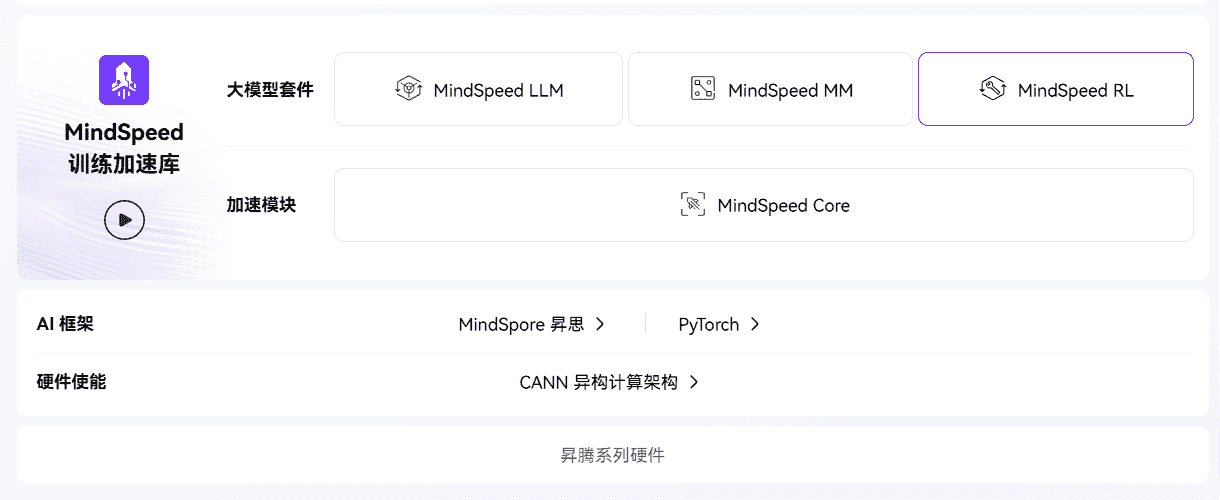 MindSpeed
训练加速库
大模型套件
MindSpeed LLM
MindSpeed MM
MindSpeed RL
加速模块
MindSpeed Core
AI 框架
MindSpore 昇思
PyTorch
硬件使能
CANN 异构计算架构
昇腾系列硬件